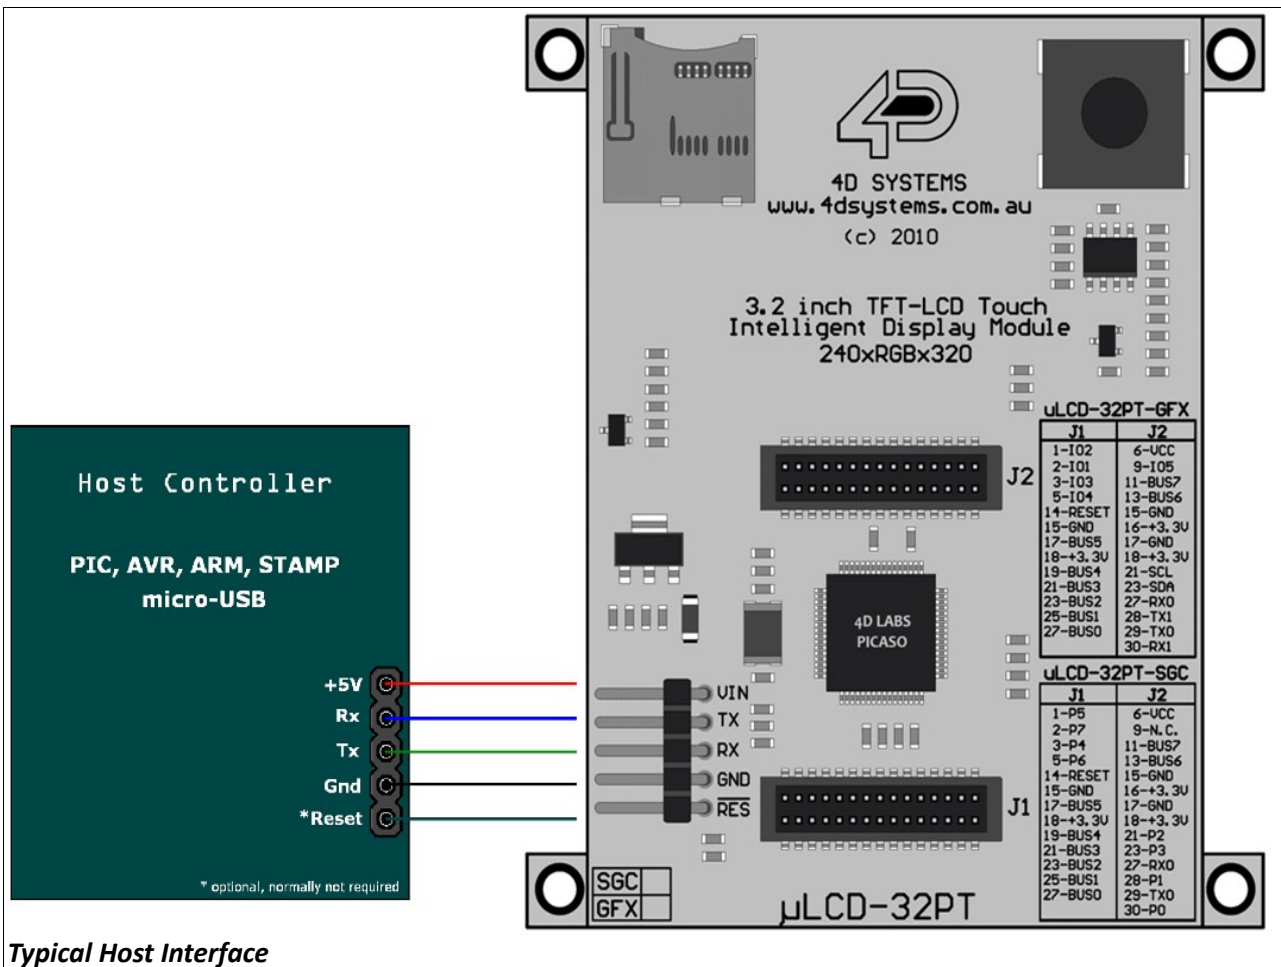 4D
4D SYSTEMS
www.4dsystems.com.au
(c) 2010
3.2 inch TFT-LCD Touch
Intelligent Display Module
240xRGBx320
Host Controller
PIC, AVR, ARM, STAMP
micro-USB
+5V
Rx
Tx
Gnd
*Reset
* optional, normally not required
J2
4D LABS
PICASO
VIN
TX
RX
GND
RES
J1
SGC
GFX
µLCD-32PT
uLCD-32PT-GFX
J1 J2
1-IO2 6-VCC
2-IO1 9-IO5
3-IO3 11-BUS7
5-IO4 13-BUS6
14-RESET 15-GND
15-GND 16-+3.3V
17-BUS5 17-GND
18-+3.3V 18-+3.3V
19-BUS4 21-SCL
21-BUS3 23-SDA
23-BUS2 27-RX0
25-BUS1 28-TX1
27-BUS0 29-TX0
30-RX1
uLCD-32PT-SGC
J1 J2
1-P5 6-VCC
2-P7 9-N.C.
3-P4 11-BUS7
5-P6 13-BUS6
14-RESET 15-GND
15-GND 16-+3.3V
17-BUS5 17-GND
18-+3.3V 18-+3.3V
19-BUS4 21-P2
21-BUS3 23-P3
23-BUS2 27-RX0
25-BUS1 28-P1
27-BUS0 29-TX0
30-P0
Typical Host Interface